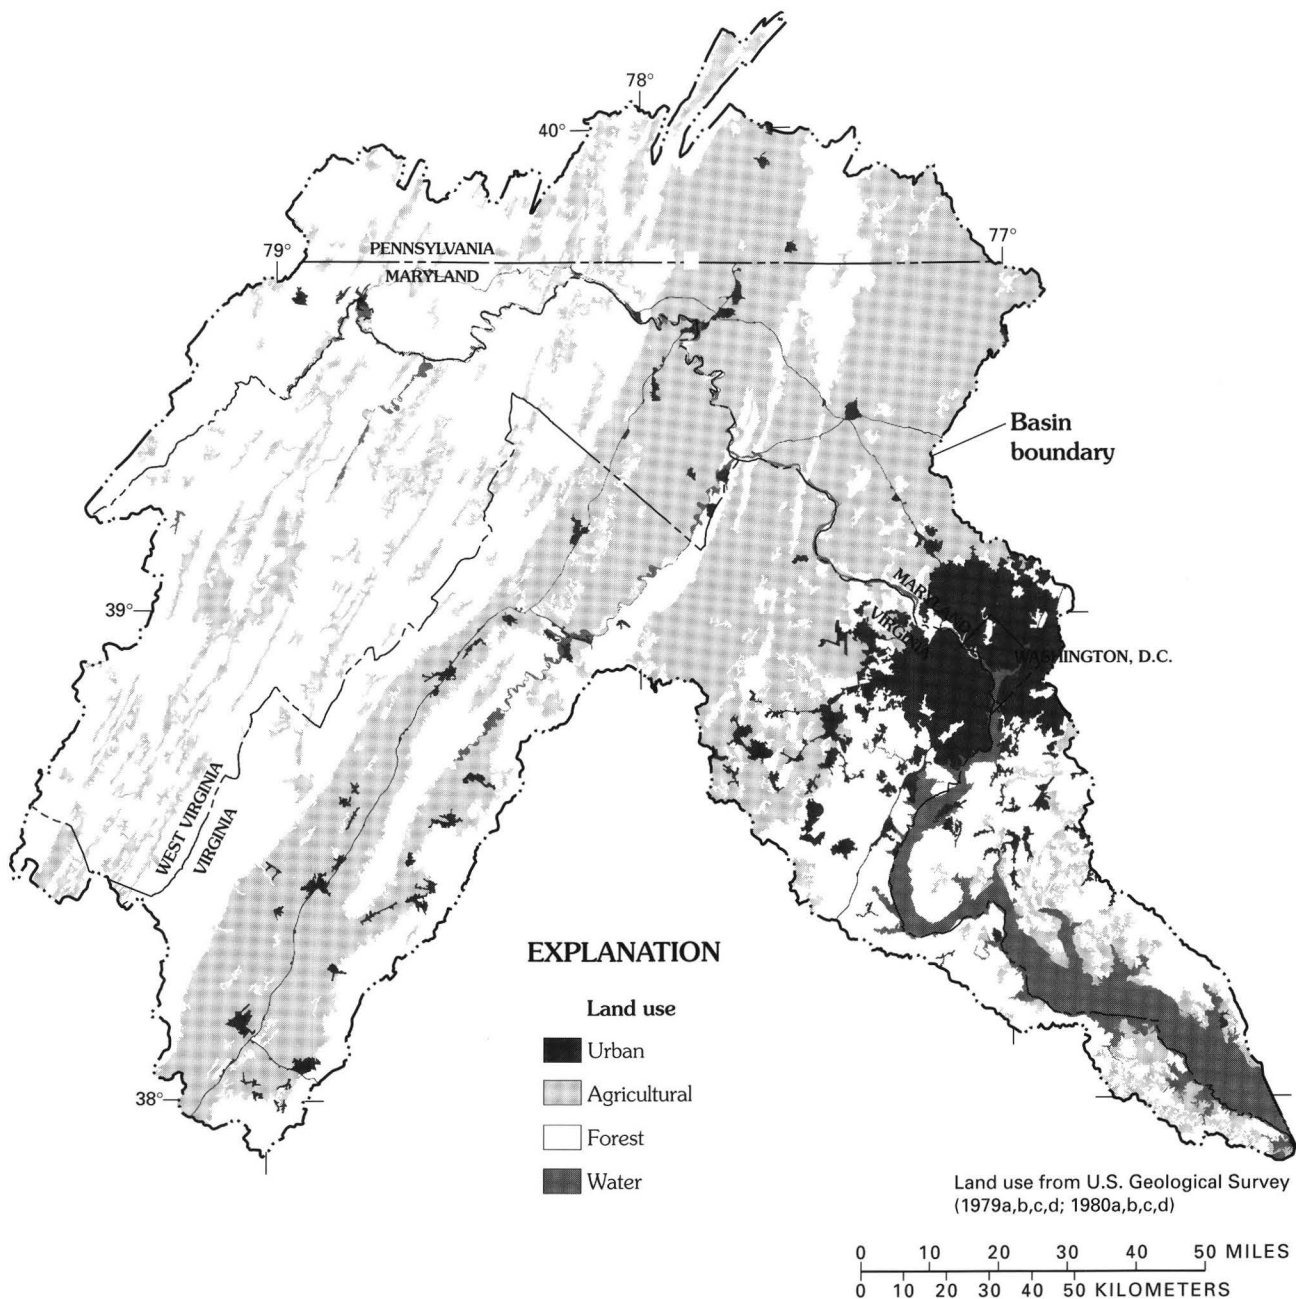 78°
40°
79°
PENNSYLVANIA
77°
MARYLAND
Basin
boundary
39°
MARYLAND
VIRGINIA
WASHINGTON, D.C.
WEST VIRGINIA
VIRGINIA
EXPLANATION
Land use
Urban
Agricultural
Forest
Water
38°
Land use from U.S. Geological Survey
(1979a,b,c,d; 1980a,b,c,d)
0 10 20 30 40 50 MILES
0 10 20 30 40 50 KILOMETERS